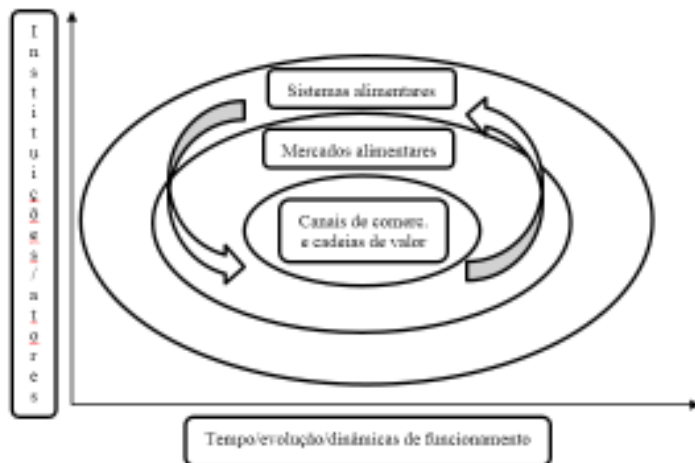 Instituições/atores
Sistemas alimentares
Mercados alimentares
Canais de comerc.
e cadeias de valor
Tempo/evolução/dinâmicas de funcionamento